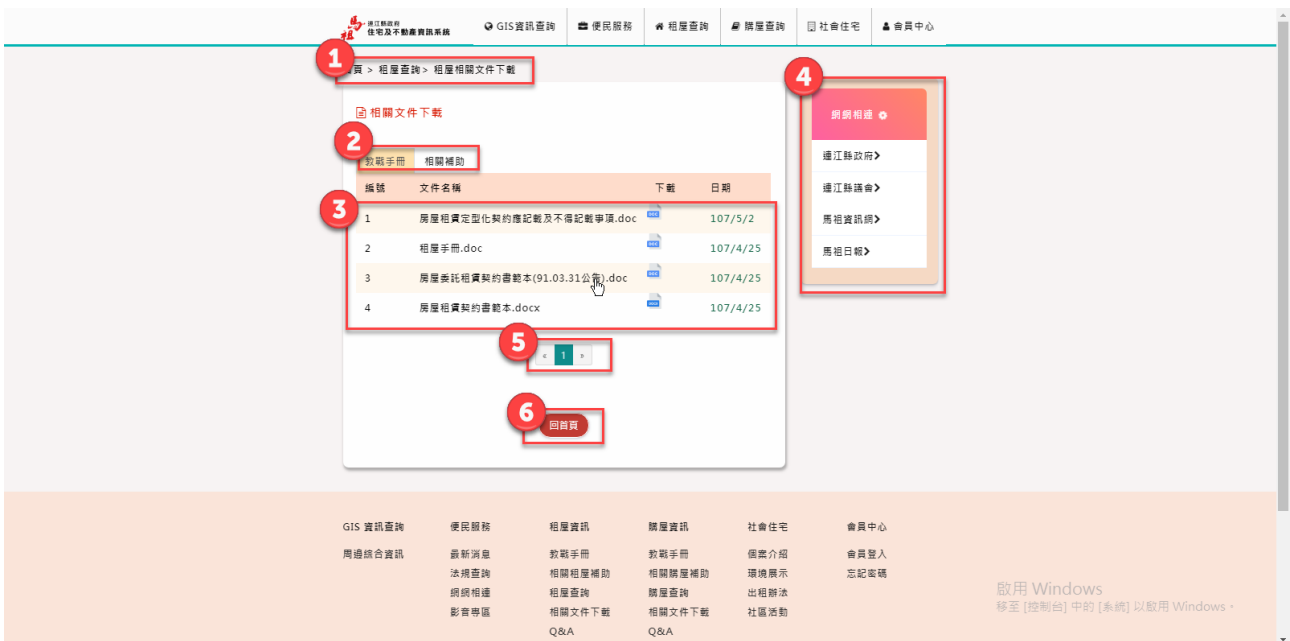 連江縣政府
馬祖 住宅及不動產資訊系統
GIS資訊查詢 便民服務 租屋查詢 購屋查詢 社會住宅 會員中心
1
頁 > 租屋查詢> 租屋相關文件下載
相關文件下載
2
教戰手冊 相關補助
編號 文件名稱 下載 日期
3
1 房屋租賃定型化契約應記載及不得記載事項.doc DOC 107/5/2
2 租屋手冊.doc DOC 107/4/25
3 房屋委託租賃契約書範本(91.03.31公告).doc DOC 107/4/25
4 房屋租賃契約書範本.docx 107/4/25
5
« 1 »
6
回首頁
4
網網相連
連江縣政府
連江縣議會
馬祖資訊網
馬祖日報
GIS 資訊查詢 便民服務 租屋資訊 購屋資訊 社會住宅 會員中心
周邊綜合資訊 最新消息 教戰手冊 教戰手冊 個案介紹 會員登入
法規查詢 相關租屋補助 相關購屋補助 環境展示 忘記密碼
網網相連 租屋查詢 購屋查詢 出租辦法
影音專區 相關文件下載 相關文件下載 社區活動
Q&A Q&A
啟用 Windows
移至 [控制台] 中的 [系統] 以啟用 Windows。